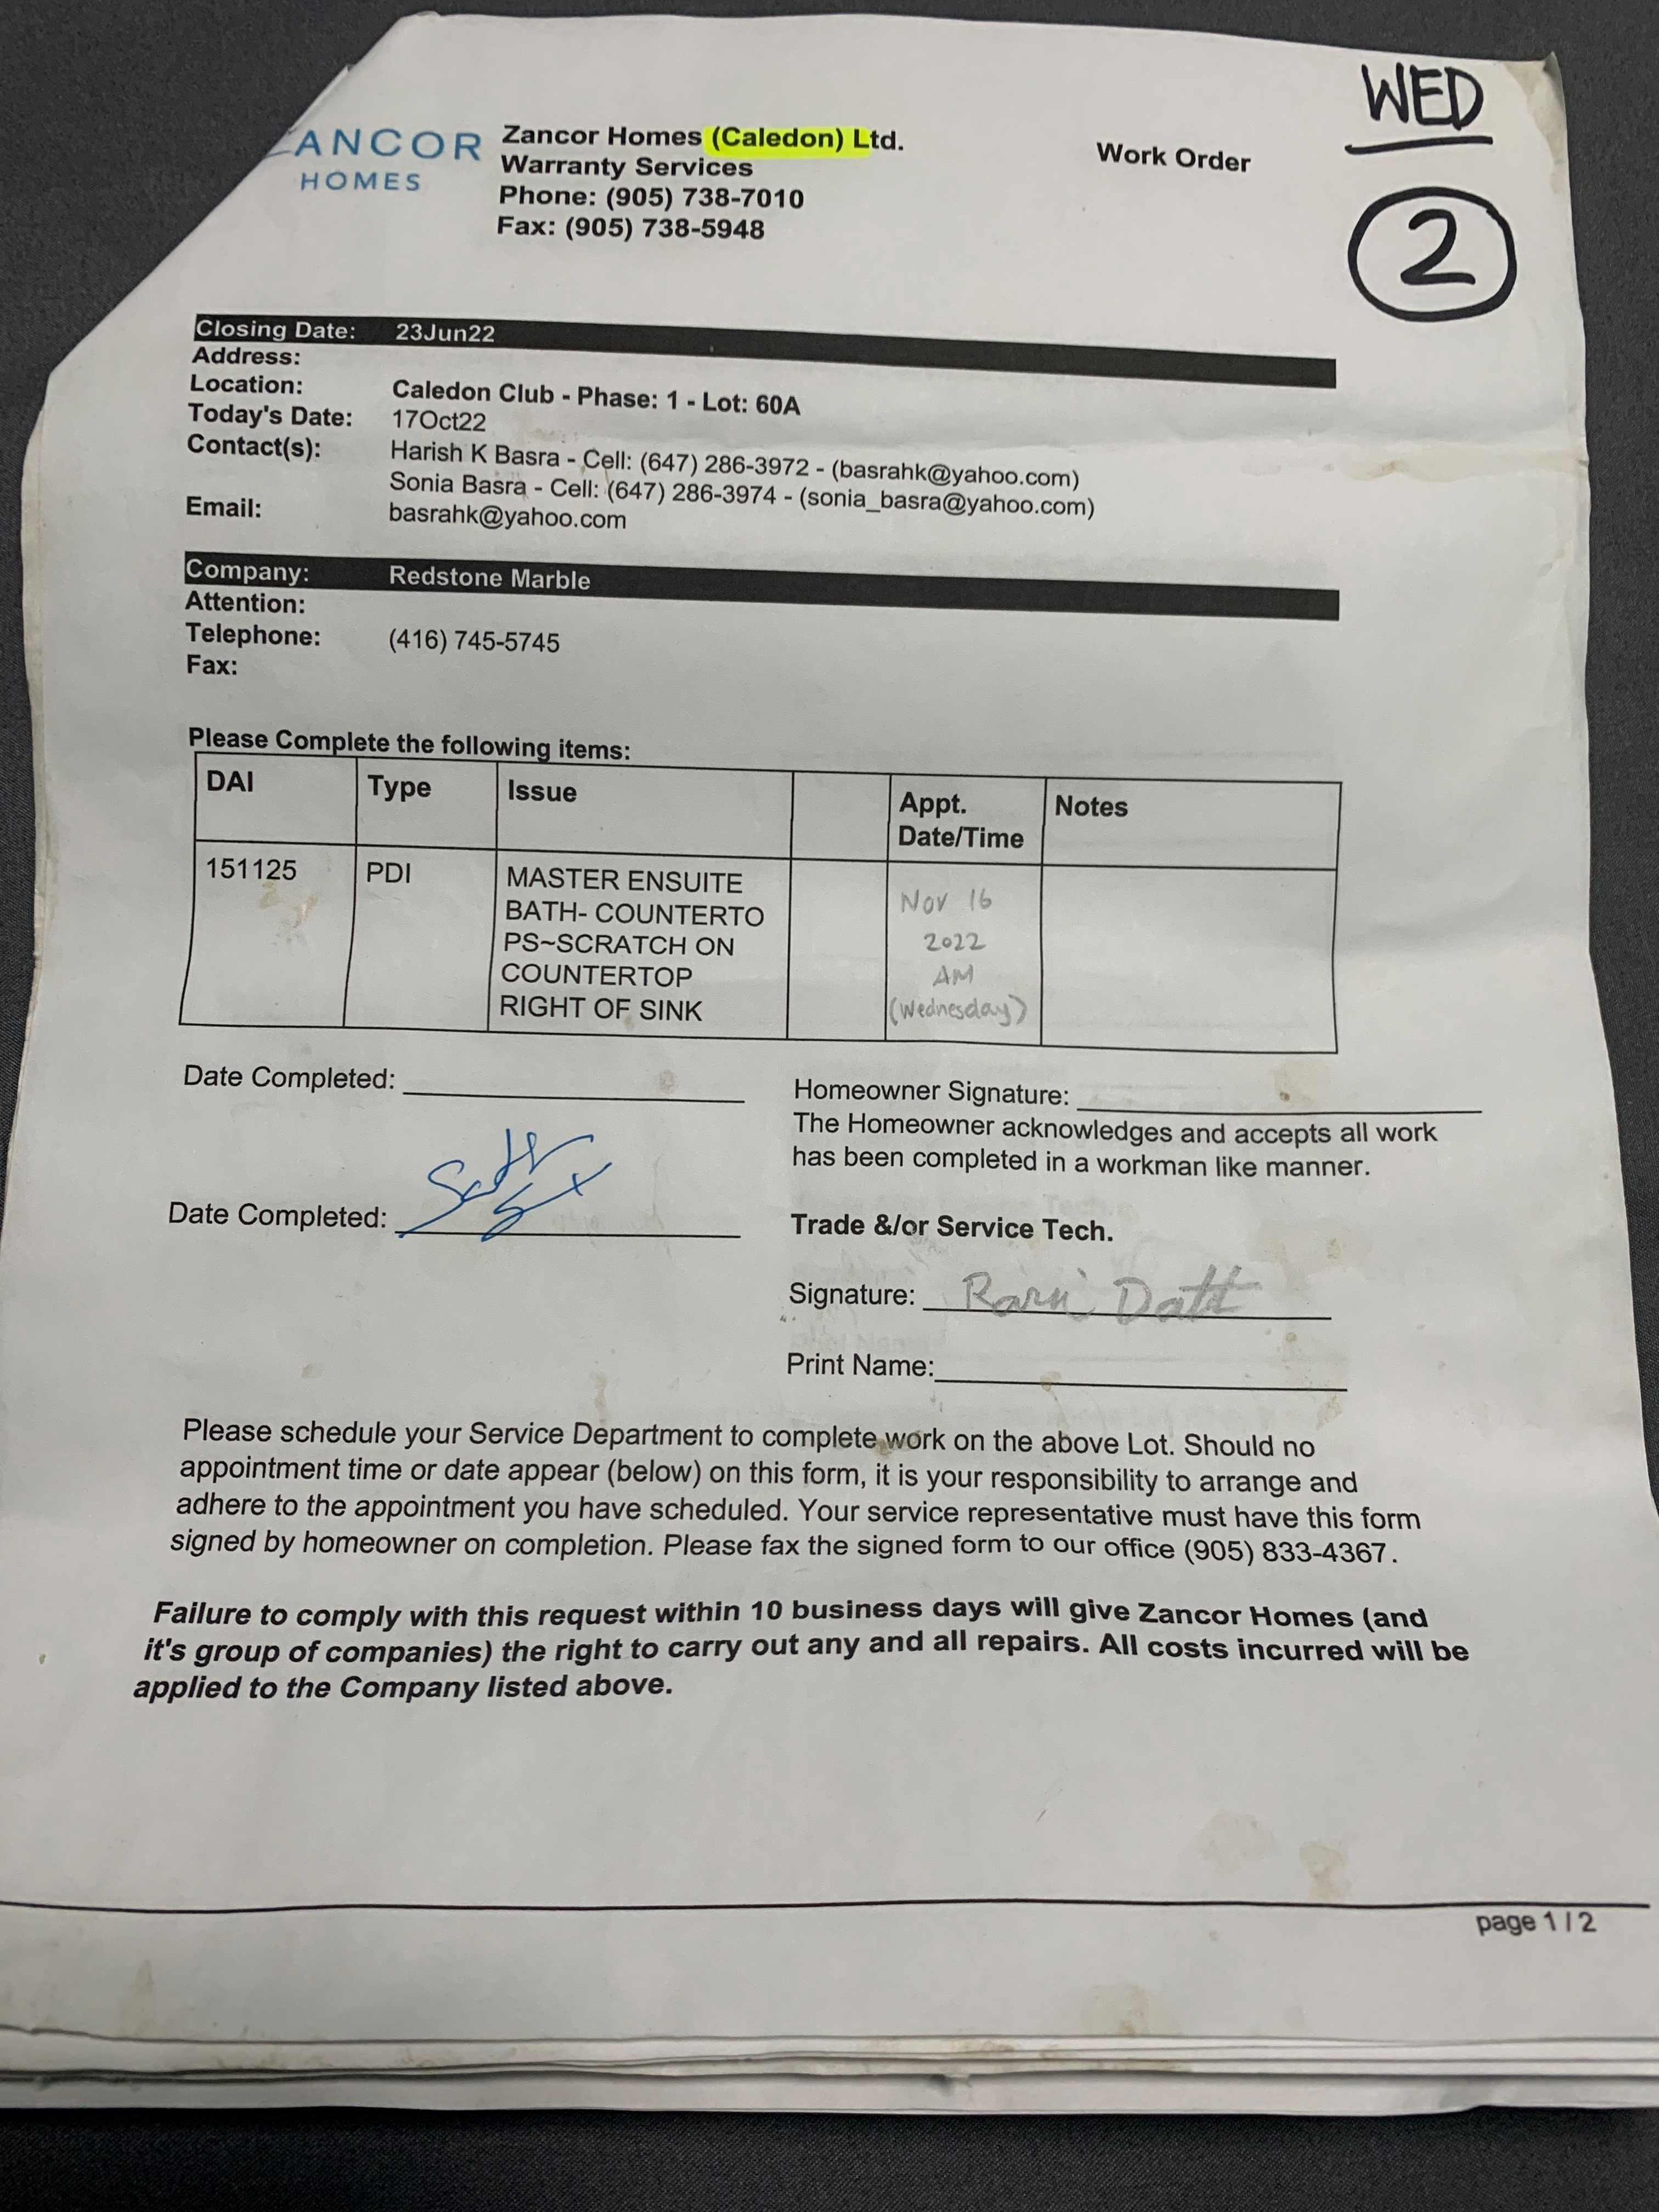 WED
2
ANCOR
HOMES
Zancor Homes (Caledon) Ltd.
Warranty Services
Phone: (905) 738-7010
Fax: (905) 738-5948
Work Order
Closing Date: 23Jun22
Address:
Location: Caledon Club - Phase: 1 - Lot: 60A
Today's Date: 17Oct22
Contact(s): Harish K Basra - Cell: (647) 286-3972 - (basrahk@yahoo.com)
Sonia Basra - Cell: (647) 286-3974 - (sonia_basra@yahoo.com)
Email: basrahk@yahoo.com
Company: Redstone Marble
Attention:
Telephone: (416) 745-5745
Fax:
Please Complete the following items:
DAI Type Issue Appt. Date/Time Notes
151125 PDI MASTER ENSUITE
BATH- COUNTERTO
PS~SCRATCH ON
COUNTERTOP
RIGHT OF SINK
Nov 16
2022
AM
(Wednesday)
Date Completed:
Homeowner Signature:
The Homeowner acknowledges and accepts all work
has been completed in a workman like manner.
Date Completed:
Trade &/or Service Tech.
Signature: Datt
Print Name:
Please schedule your Service Department to complete work on the above Lot. Should no
appointment time or date appear (below) on this form, it is your responsibility to arrange and
adhere to the appointment you have scheduled. Your service representative must have this form
signed by homeowner on completion. Please fax the signed form to our office (905) 833-4367.
Failure to comply with this request within 10 business days will give Zancor Homes (and
it's group of companies) the right to carry out any and all repairs. All costs incurred will be
applied to the Company listed above.
page 1 / 2